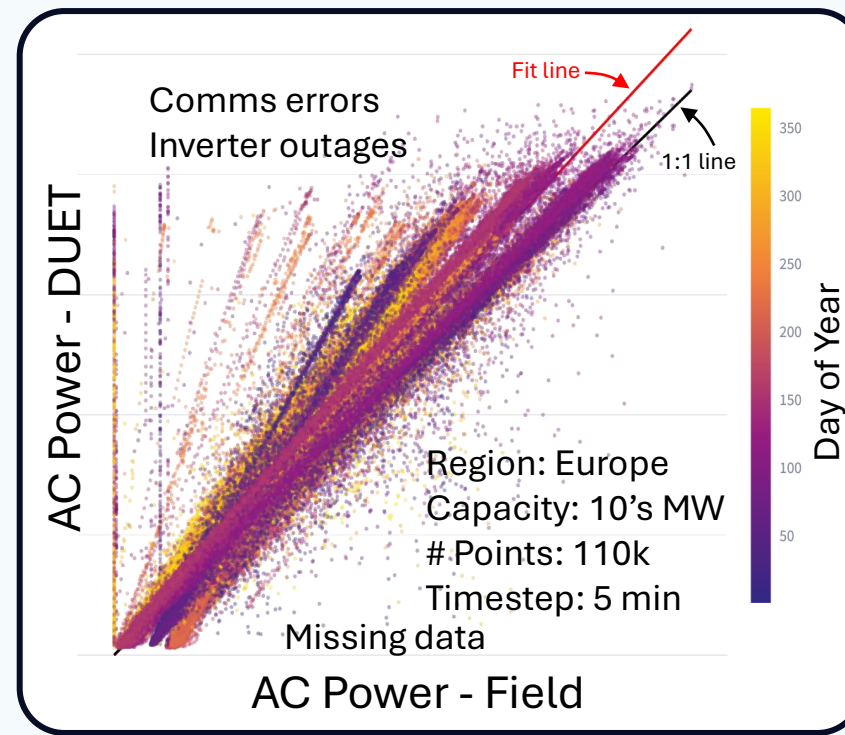 Fit line
Comms errors
Inverter outages
1:1 line
AC Power - DUET
350
300
250
200
150
100
50
Day of Year
Region: Europe
Capacity: 10’s MW
# Points: 110k
Timestep: 5 min
Missing data
AC Power - Field